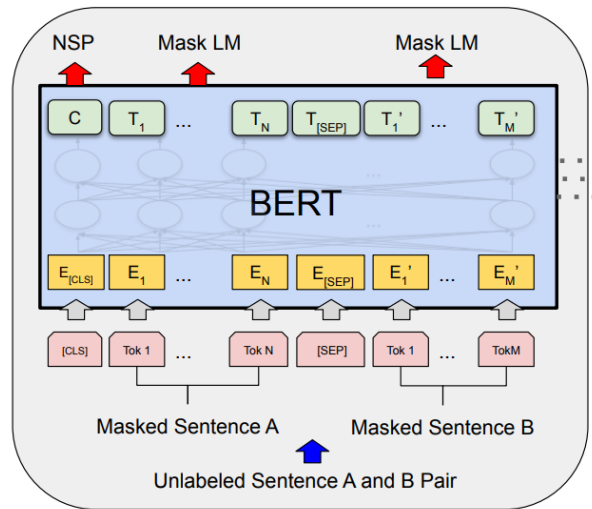 NSP Mask LM Mask LM
C T1 ... TN T[SEP] T1' ... TM'
BERT
E[CLS] E1 ... EN E[SEP] E1' ... EM'
[CLS] Tok 1 ... Tok N [SEP] Tok 1 ... TokM
Masked Sentence A Masked Sentence B
Unlabeled Sentence A and B Pair